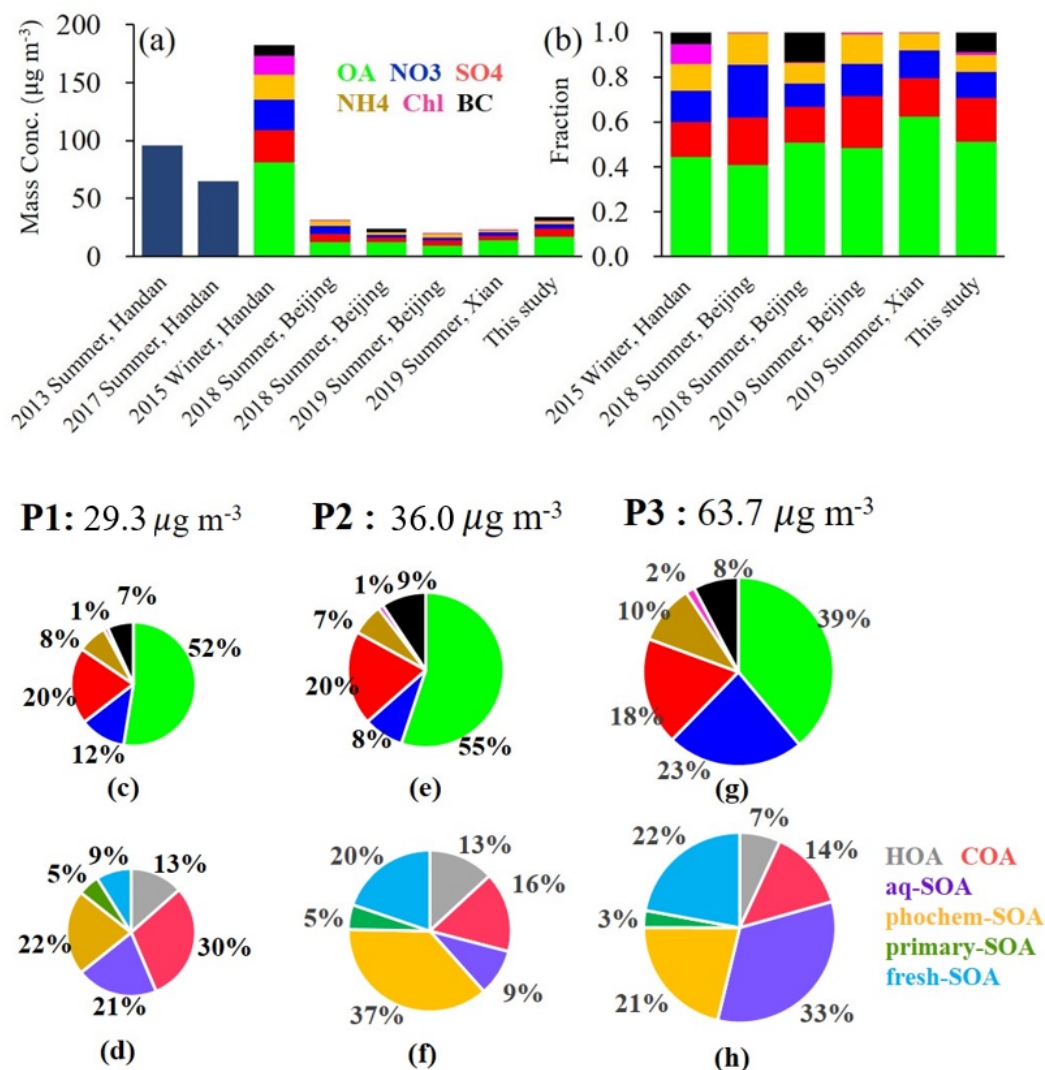 (a)
Mass Conc. (µg m-3)
200
150
100
50
0
OA NO3 SO4
NH4 Chl BC
2013 Summer, Handan
2017 Summer, Handan
2015 Winter, Handan
2018 Summer, Beijing
2018 Summer, Beijing
2019 Summer, Beijing
2019 Summer, Xian
This study
(b)
Fraction
1.0
0.8
0.6
0.4
0.2
0.0
2015 Winter, Handan
2018 Summer, Beijing
2018 Summer, Beijing
2019 Summer, Beijing
2019 Summer, Xian
This study
P1: 29.3 µg m-3
1%
7%
8%
52%
20%
12%
(c)
P2 : 36.0 µg m-3
1%
9%
7%
20%
8%
55%
(e)
P3 : 63.7 µg m-3
2%
8%
10%
39%
18%
23%
(g)
5%
9%
13%
22%
30%
21%
(d)
20%
13%
16%
5%
9%
37%
(f)
22%
7%
14%
3%
21%
33%
(h)
HOA COA
aq-SOA
phochem-SOA
primary-SOA
fresh-SOA